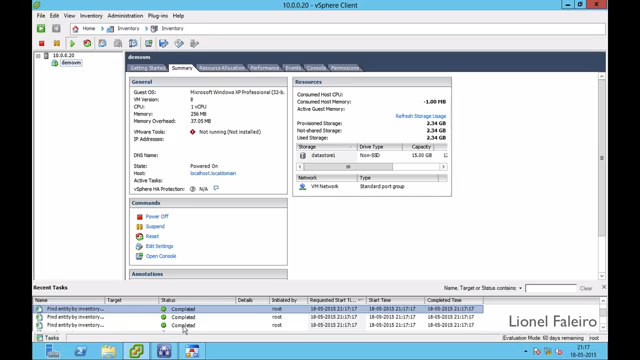 10.0.0.20 - vSphere Client
File Edit View Inventory Administration Plug-ins Help
Home Inventory Inventory
10.0.0.20
demovm
demovm
Getting Started Summary Resource Allocation Performance Events Console Permissions
General
Guest OS: Microsoft Windows XP Professional (32-b...
VM Version: 8
CPU: 1 vCPU
Memory: 256 MB
Memory Overhead: 37.05 MB
VMware Tools: Not running (Not installed)
IP Addresses:
DNS Name:
State: Powered On
Host: localhost.localdomain
Active Tasks:
vSphere HA Protection: N/A
Commands
Power Off
Suspend
Reset
Edit Settings
Open Console
Annotations
Resources
Consumed Host CPU:
Consumed Host Memory: -1.00 MB
Active Guest Memory:
Refresh Storage Usage
Provisioned Storage: 2.34 GB
Not-shared Storage: 2.34 GB
Used Storage: 2.34 GB
Storage Drive Type Capacity
datastore1 Non-SSD 15.00 GB 12
Network Type
VM Network Standard port group
Recent Tasks
Name, Target or Status contains: Clear
Name Target Status Details Initiated by Requested Start Ti... Start Time Completed Time
Find entity by inventory... Completed root 18-05-2015 21:17:17 18-05-2015 21:17:17 18-05-2015 21:17:17
Find entity by inventory... Completed root 18-05-2015 21:17:17 18-05-2015 21:17:17 18-05-2015 21:17:17
Find entity by inventory... Completed root 18-05-2015 21:17:17 18-05-2015 21:17:17 18-05-2015 21:17:17
Lionel Faleiro
Tasks
Evaluation Mode: 60 days remaining root
21:17
18-05-2015